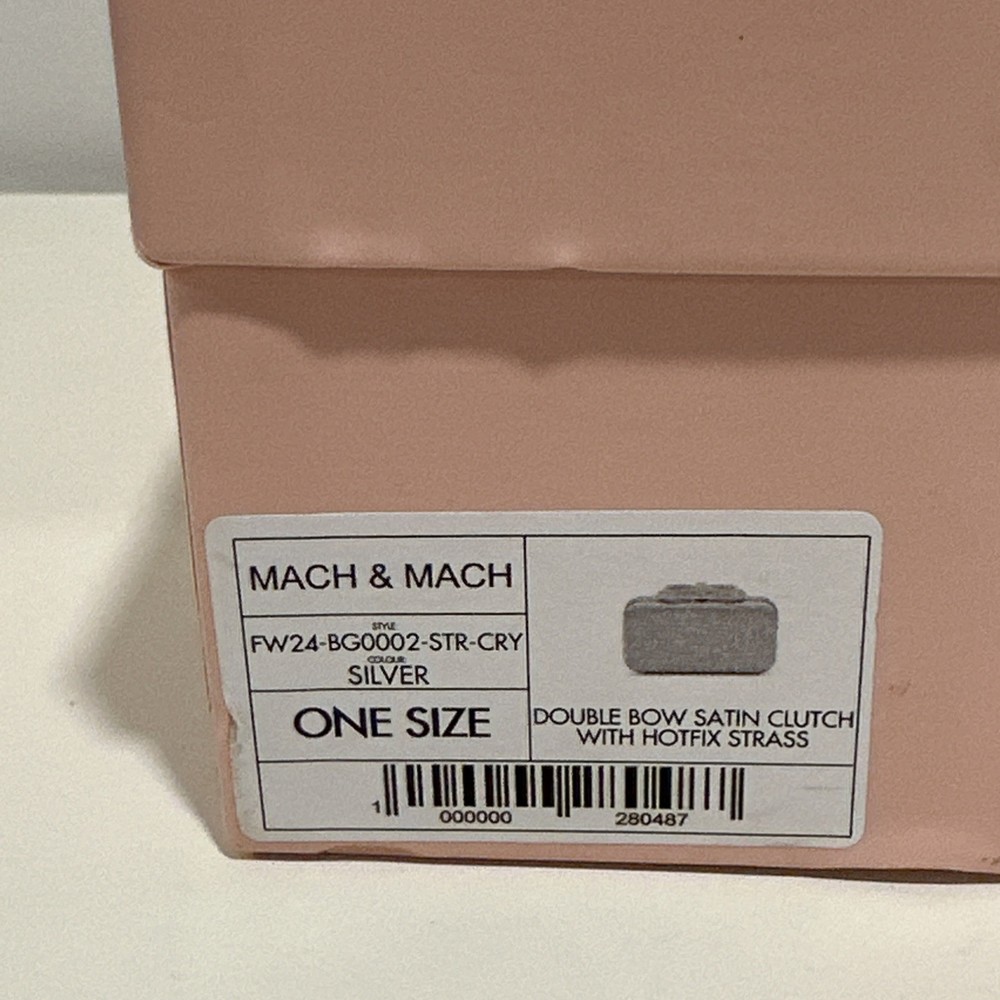 MACH & MACH
STYLE
FW24-BG0002-STR-CRY
COLOUR
SILVER
ONE SIZE
DOUBLE BOW SATIN CLUTCH
WITH HOTFIX STRASS
1 000000 280487